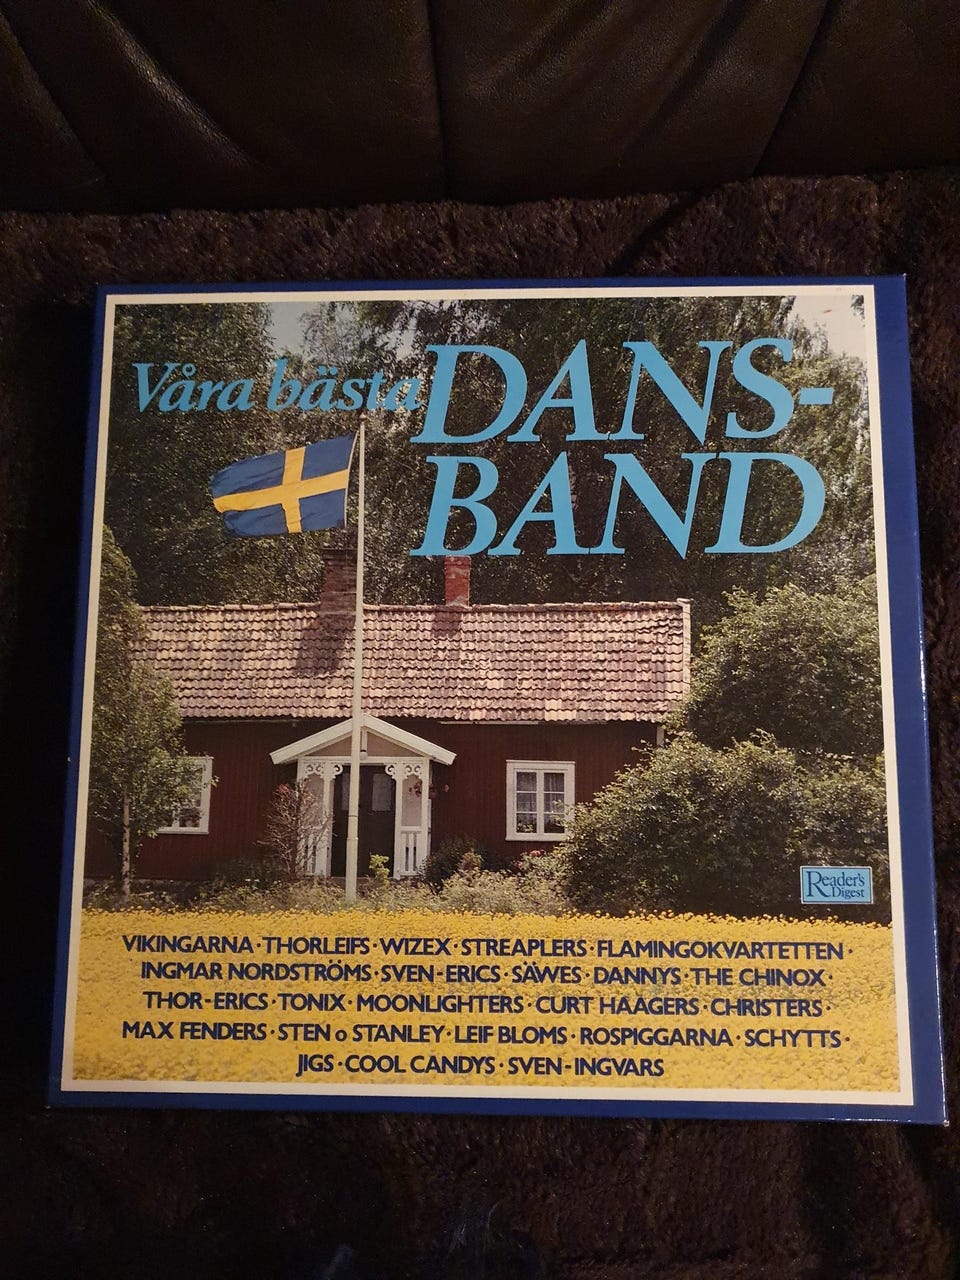 Våra bästa DANS-
BAND
Reader's
Digest
VIKINGARNA · THORLEIFS · WIZEX · STREAPLERS · FLAMINGOKVARTETTEN ·
INGMAR NORDSTRÖMS · SVEN-ERICS · SÄWES · DANNYS · THE CHINOX ·
THOR-ERICS · TONIX · MOONLIGHTERS · CURT HAAGERS · CHRISTERS ·
MAX FENDERS · STEN o STANLEY · LEIF BLOMS · ROSPIGGARNA · SCHYTTS ·
JIGS · COOL CANDYS · SVEN-INGVARS